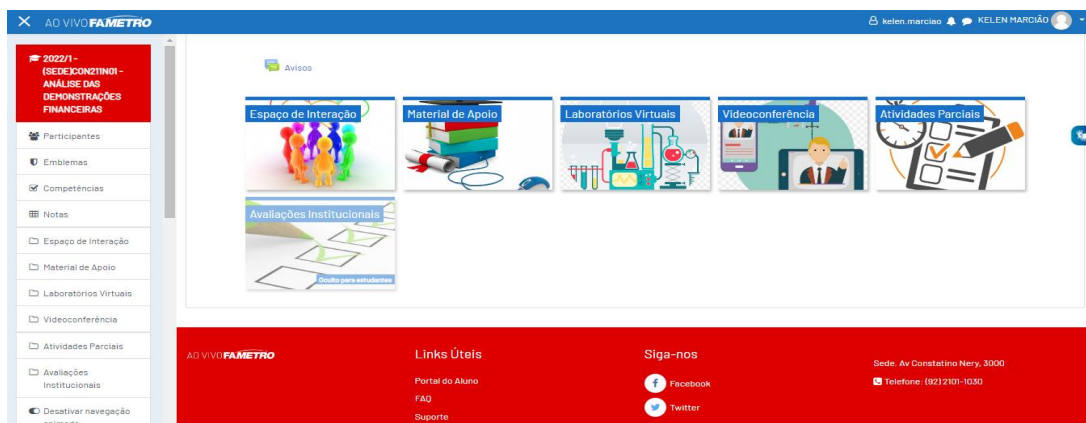 AO VIVO FAMETRO
kelen.marciao
KELEN MARCIÃO
2022/1 -
(SEDE)CON211N01 -
ANÁLISE DAS
DEMONSTRAÇÕES
FINANCEIRAS
Participantes
Emblemas
Competências
Notas
Espaço de Interação
Material de Apoio
Laboratórios Virtuais
Videoconferência
Atividades Parciais
Avaliações
Institucionais
Desativar navegação
Avisos
Espaço de Interação
Material de Apoio
Laboratórios Virtuais
Videoconferência
Atividades Parciais
Avaliações Institucionais
Oculto para estudantes
AO VIVO FAMETRO
Links Úteis
Portal do Aluno
FAQ
Suporte
Siga-nos
Facebook
Twitter
Sede. Av Constatino Nery, 3000
Telefone: (92) 2101-1030